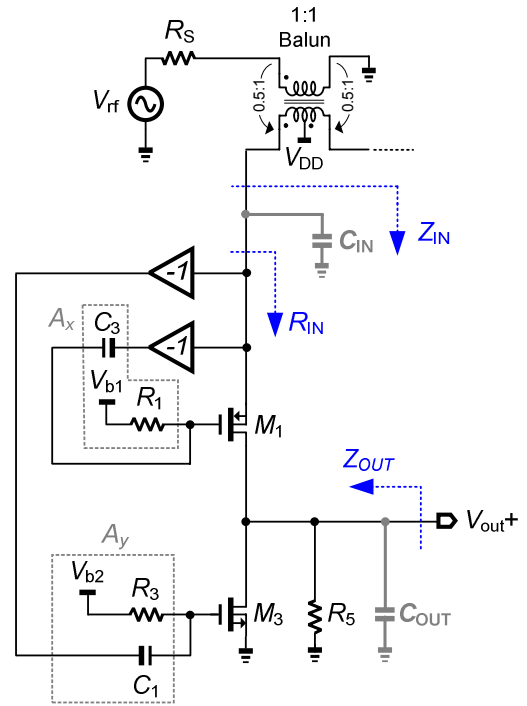 1:1
Balun
R_S
V_rf
0.5:1
0.5:1
V_DD
Z_IN
C_IN
-1
R_IN
A_x
C_3
-1
V_b1
R_1
M_1
Z_OUT
V_out+
A_y
V_b2
R_3
M_3
R_5
C_OUT
C_1